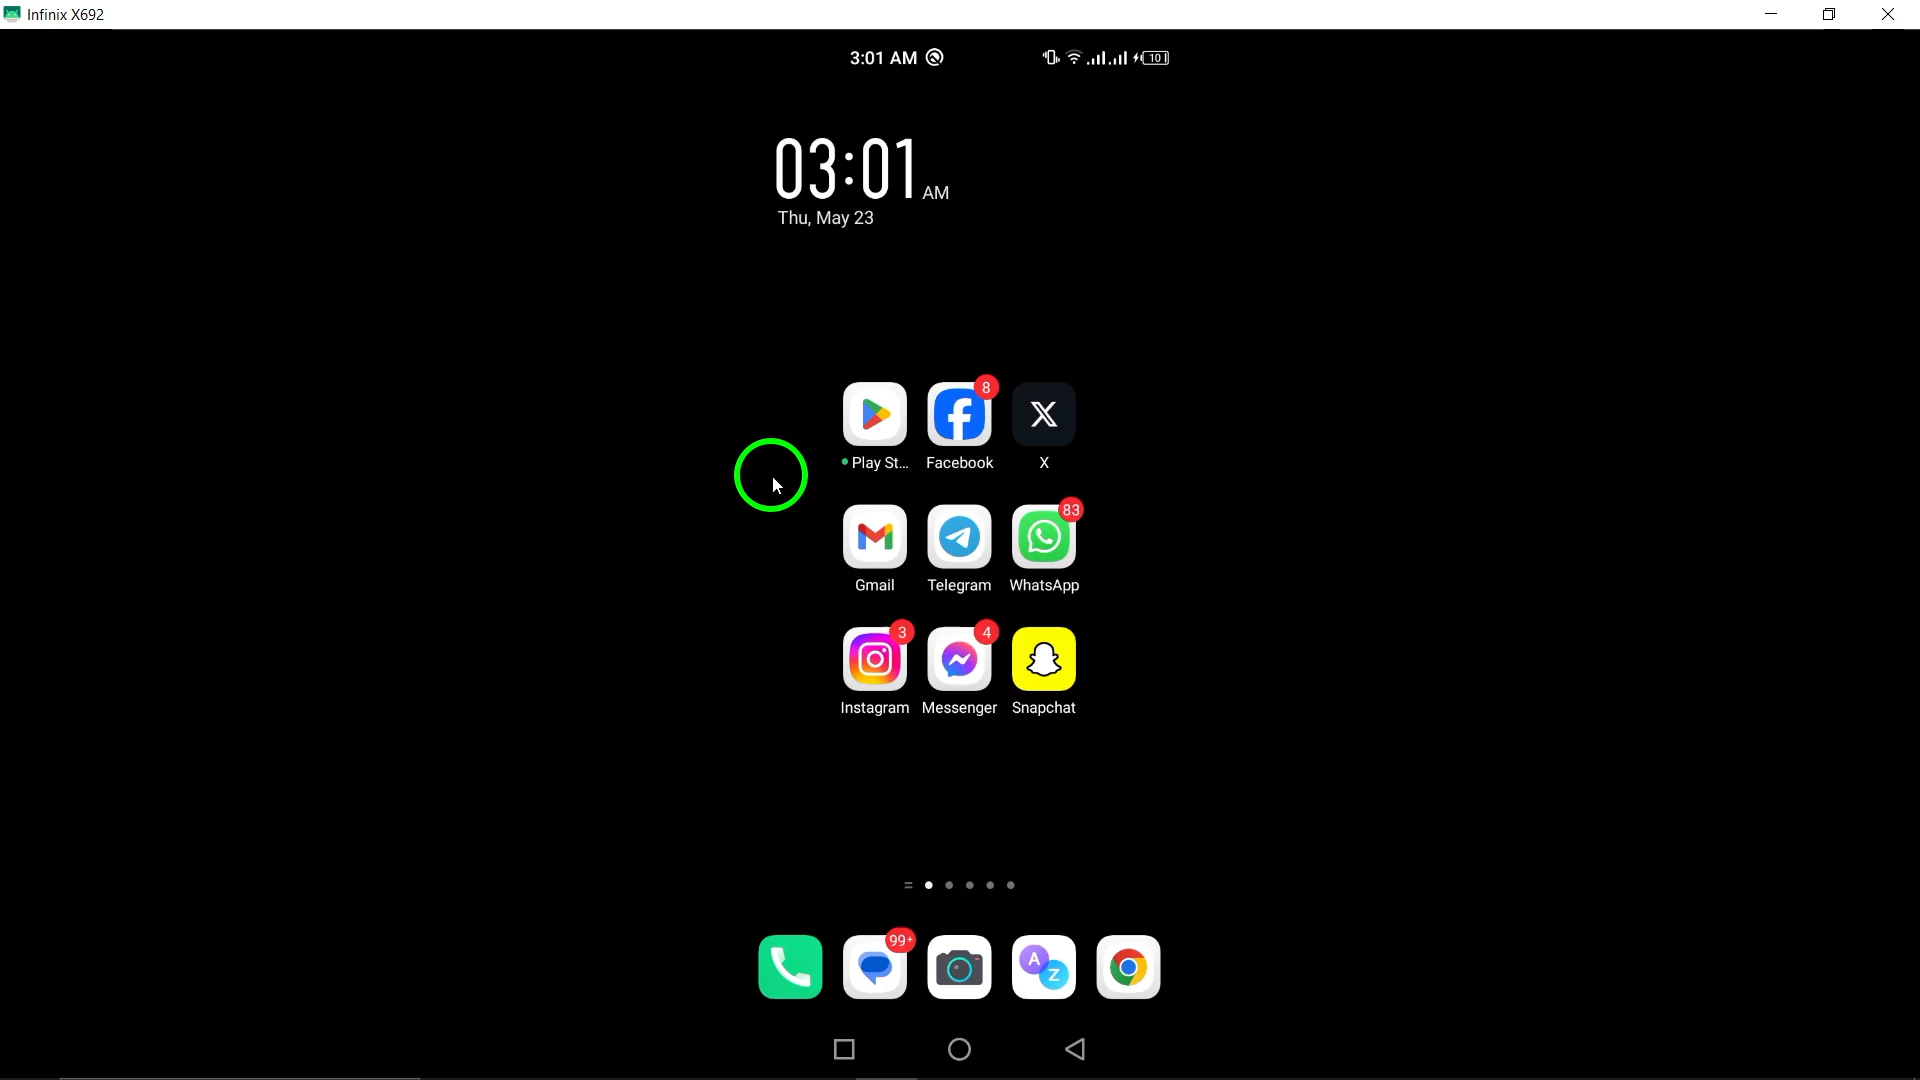 Infinix X692
3:01 AM
10
03:01 AM
Thu, May 23
8
Play St... Facebook X
83
Gmail Telegram WhatsApp
3 4
Instagram Messenger Snapchat
99+
A Z